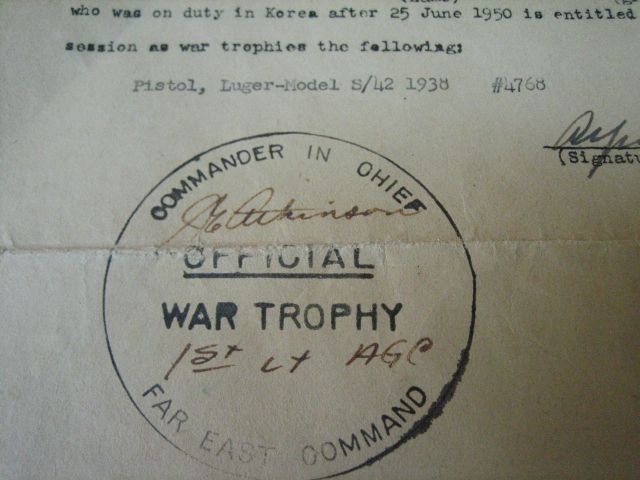 who was on duty in Korea after 25 June 1950 is entitled
session as war trophies the following:
Pistol, Luger-Model S/42 1938 #4768
(Signatu
COMMANDER IN CHIEF
Atkinson
OFFICIAL
WAR TROPHY
1st Lt AGC
FAR EAST COMMAND